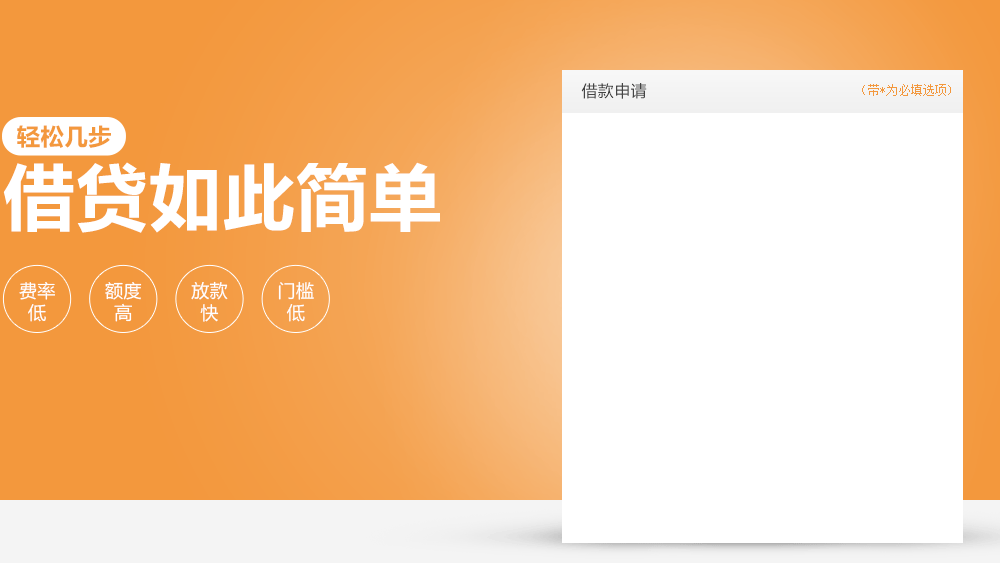 轻松几步
借贷如此简单
费率
低
额度
高
放款
快
门槛
低
借款申请
（带*为必填选项）